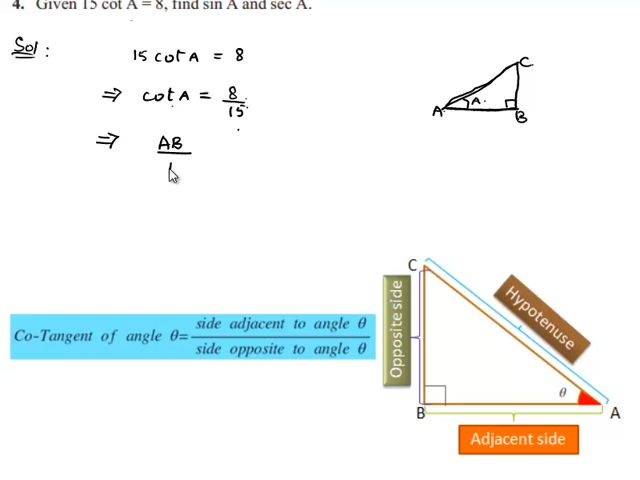 4. Given 15 cot A = 8, find sin A and sec A.
Sol :
15 cot A = 8
⇒ cot A = 8/15
⇒ AB
C
A
A
B
Co-Tangent of angle θ= side adjacent to angle θ / side opposite to angle θ
C
Opposite side
Hypotenuse
θ
B
A
Adjacent side